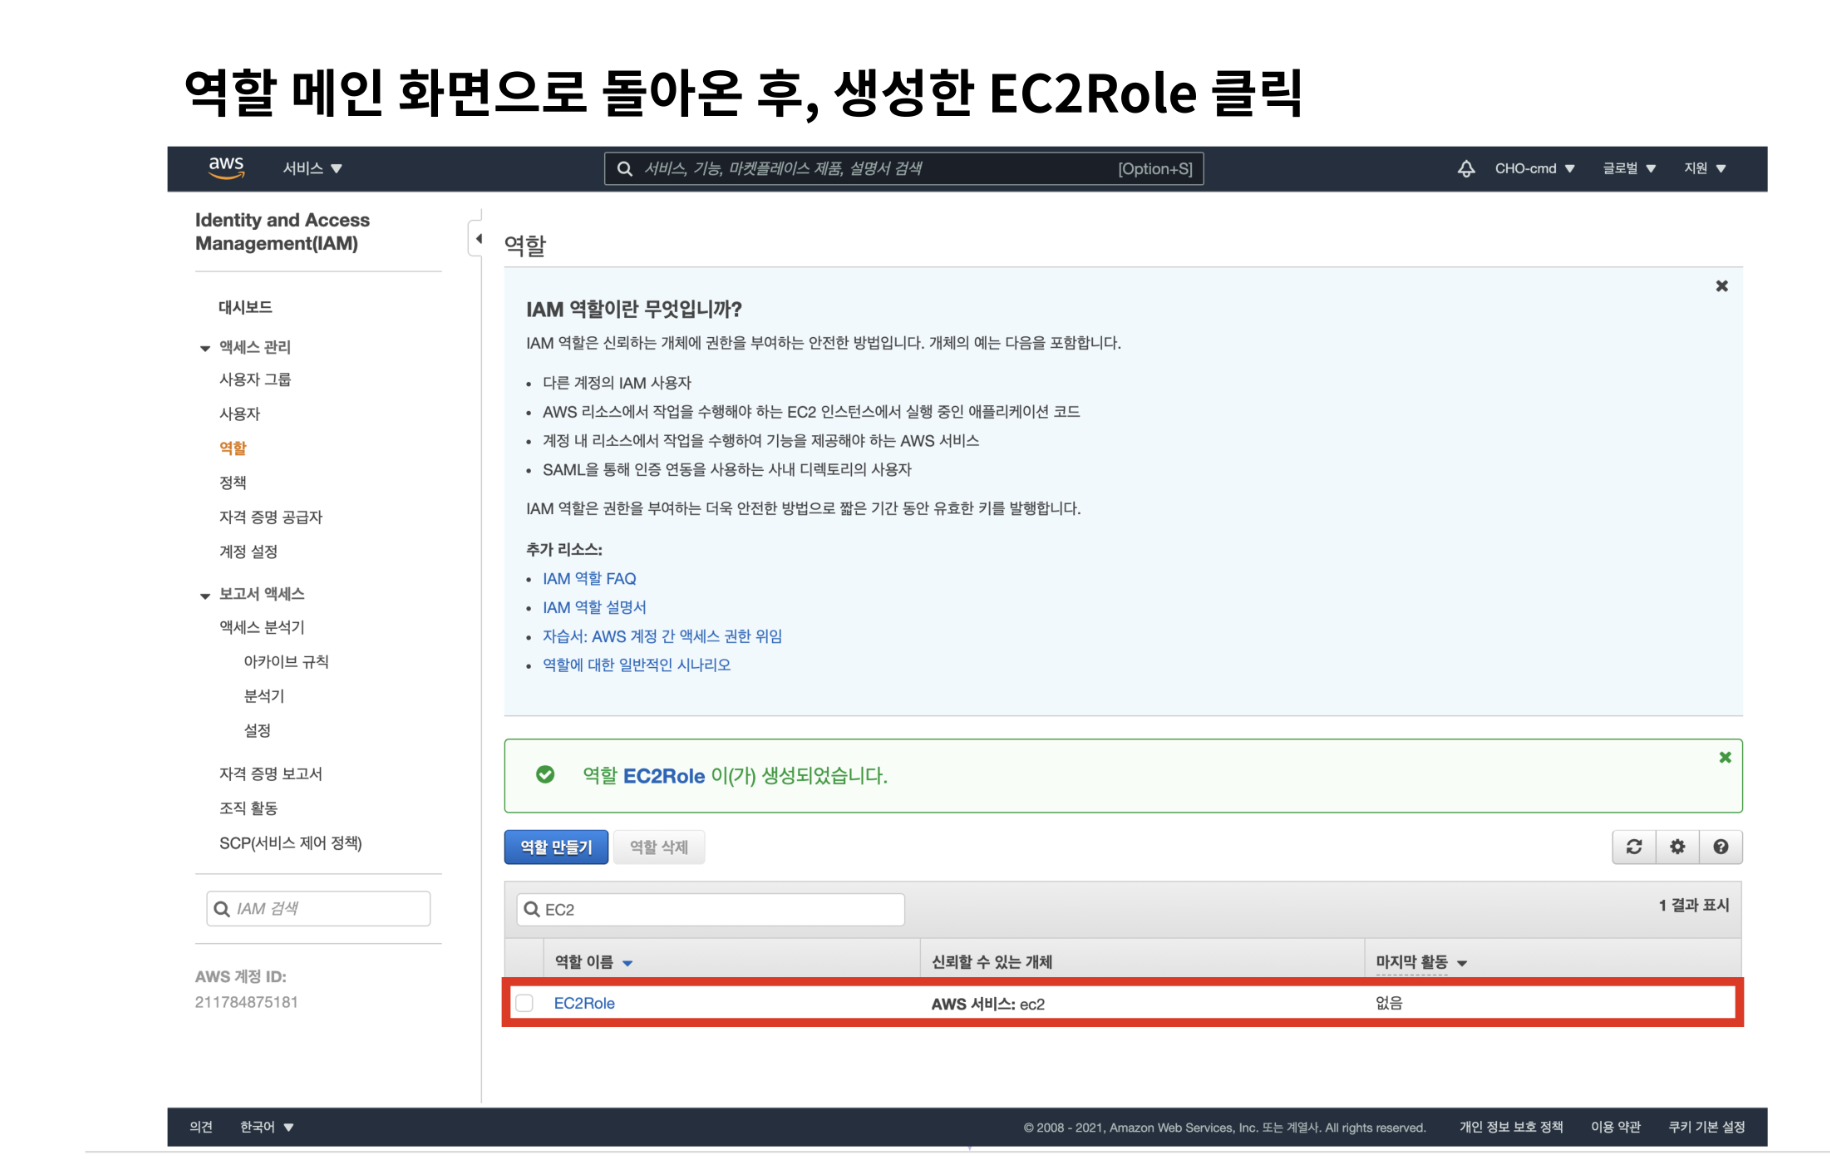 역할 메인 화면으로 돌아온 후, 생성한 EC2Role 클릭
aws 서비스 서비스, 기능, 마켓플레이스 제품, 설명서 검색 [Option+S] CHO-cmd 글로벌 지원
Identity and Access
Management(IAM)
대시보드
액세스 관리
사용자 그룹
사용자
역할
정책
자격 증명 공급자
계정 설정
보고서 액세스
액세스 분석기
아카이브 규칙
분석기
설정
자격 증명 보고서
조직 활동
SCP(서비스 제어 정책)
IAM 검색
AWS 계정 ID:
211784875181
역할
IAM 역할이란 무엇입니까?
IAM 역할은 신뢰하는 개체에 권한을 부여하는 안전한 방법입니다. 개체의 예는 다음을 포함합니다.
• 다른 계정의 IAM 사용자
• AWS 리소스에서 작업을 수행해야 하는 EC2 인스턴스에서 실행 중인 애플리케이션 코드
• 계정 내 리소스에서 작업을 수행하여 기능을 제공해야 하는 AWS 서비스
• SAML을 통해 인증 연동을 사용하는 사내 디렉토리의 사용자
IAM 역할은 권한을 부여하는 더욱 안전한 방법으로 짧은 기간 동안 유효한 키를 발행합니다.
추가 리소스:
• IAM 역할 FAQ
• IAM 역할 설명서
• 자습서: AWS 계정 간 액세스 권한 위임
• 역할에 대한 일반적인 시나리오
역할 EC2Role 이(가) 생성되었습니다.
역할 만들기 역할 삭제
EC2 1 결과 표시
역할 이름 신뢰할 수 있는 개체 마지막 활동
EC2Role AWS 서비스: ec2 없음
의견 한국어 © 2008 - 2021, Amazon Web Services, Inc. 또는 계열사. All rights reserved. 개인 정보 보호 정책 이용 약관 쿠키 기본 설정